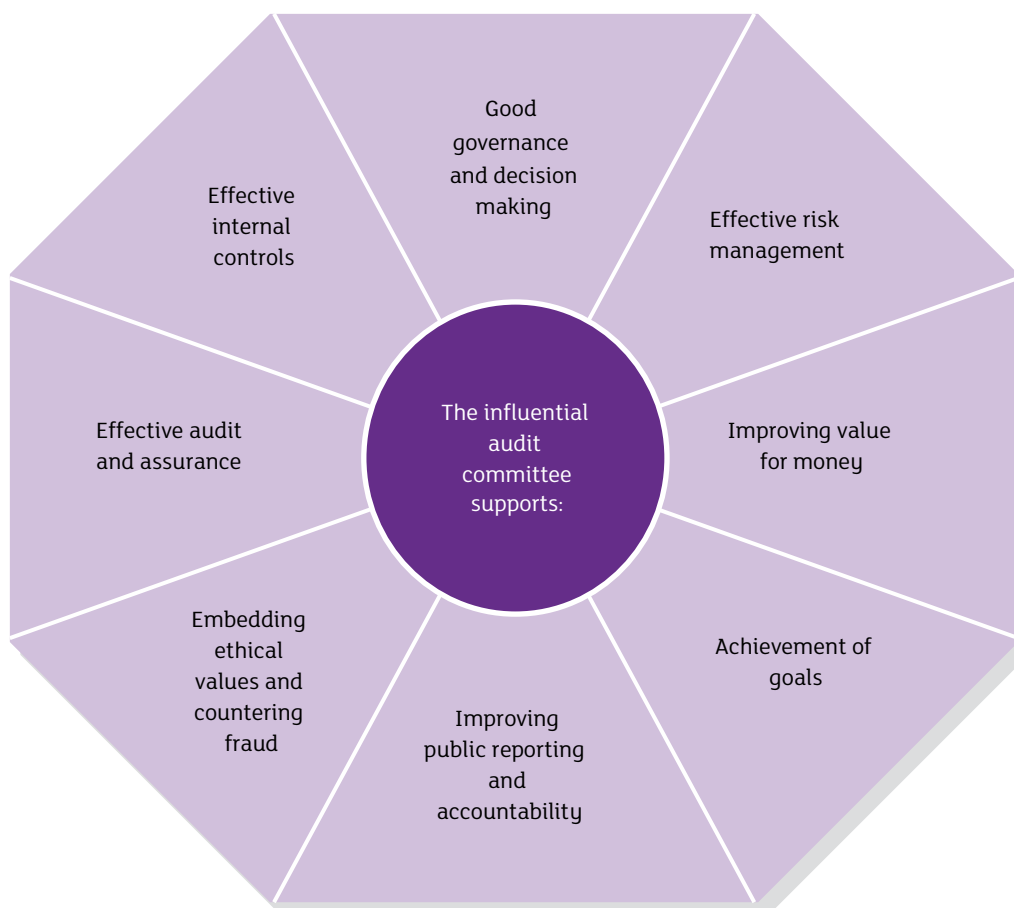 Good
governance
and decision
making
Effective risk
management
Improving value
for money
Achievement of
goals
Improving
public reporting
and
accountability
Embedding
ethical
values and
countering
fraud
Effective audit
and assurance
Effective
internal
controls
The influential
audit
committee
supports: